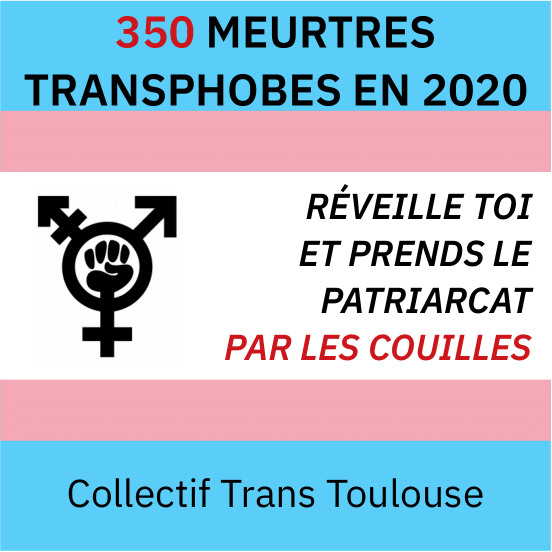 350 MEURTRES
TRANSPHOBES EN 2020
RÉVEILLE TOI
ET PRENDS LE
PATRIARCAT
PAR LES COUILLES
Collectif Trans Toulouse